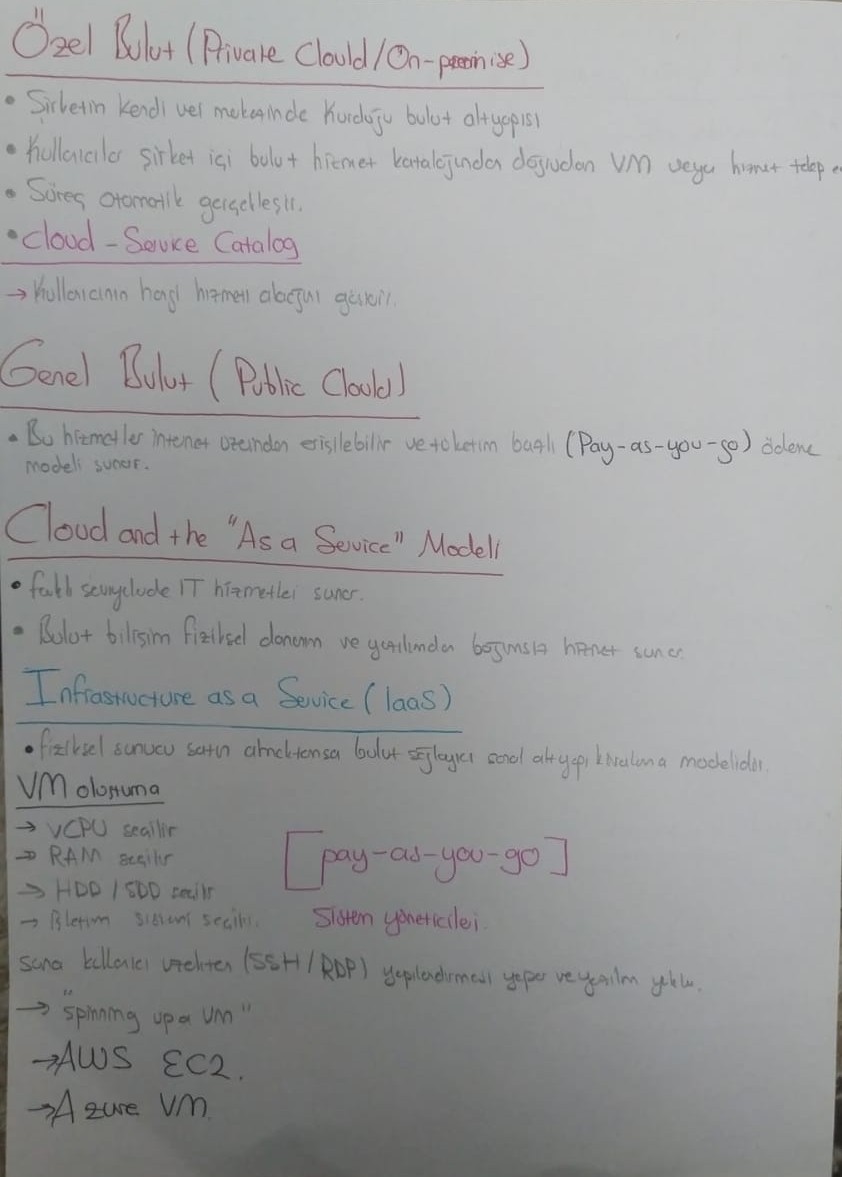 Özel Bulut (Private Clould/On-premise)
• Şirketin kendi veri merkezinde kurduğu bulut altyapısı
• Kullanıcılar şirket içi bulut hizmet kataloğundan doğrudan VM veya hizmet talep e
• Süreç otomatik gerçekleşir.
• Cloud - Service Catalog
→ Kullanıcının hangi hizmeti alacağını gösterir.
Genel Bulut (Public Clould)
• Bu hizmetler internet üzerinden erişilebilir ve tüketim bağlı (Pay-as-you-go) ödeme
modeli sunar.
Cloud and the "As a Service" Modeli
• farklı seviyelerde IT hizmetleri sunar.
• Bulut bilişim fiziksel donanım ve yazılımdan bağımsız hizmet sunar.
Infrastructure as a Service (IaaS)
• fiziksel sunucu satın almaktansa bulut sağlayıcı sanal altyapı kiralama modelidir.
VM oluşturma
→ VCPU seçilir
→ RAM seçilir
[pay-as-you-go]
→ HDD / SDD seçilir
→ İşletim sistemi seçilir.
Sistem yöneticileri.
Sonra kullanıcı uzaktan (SSH / RDP) yapılandırmasını yapar ve yazılım yükler.
→ "spinning up a VM"
→ AWS EC2.
→ Azure VM